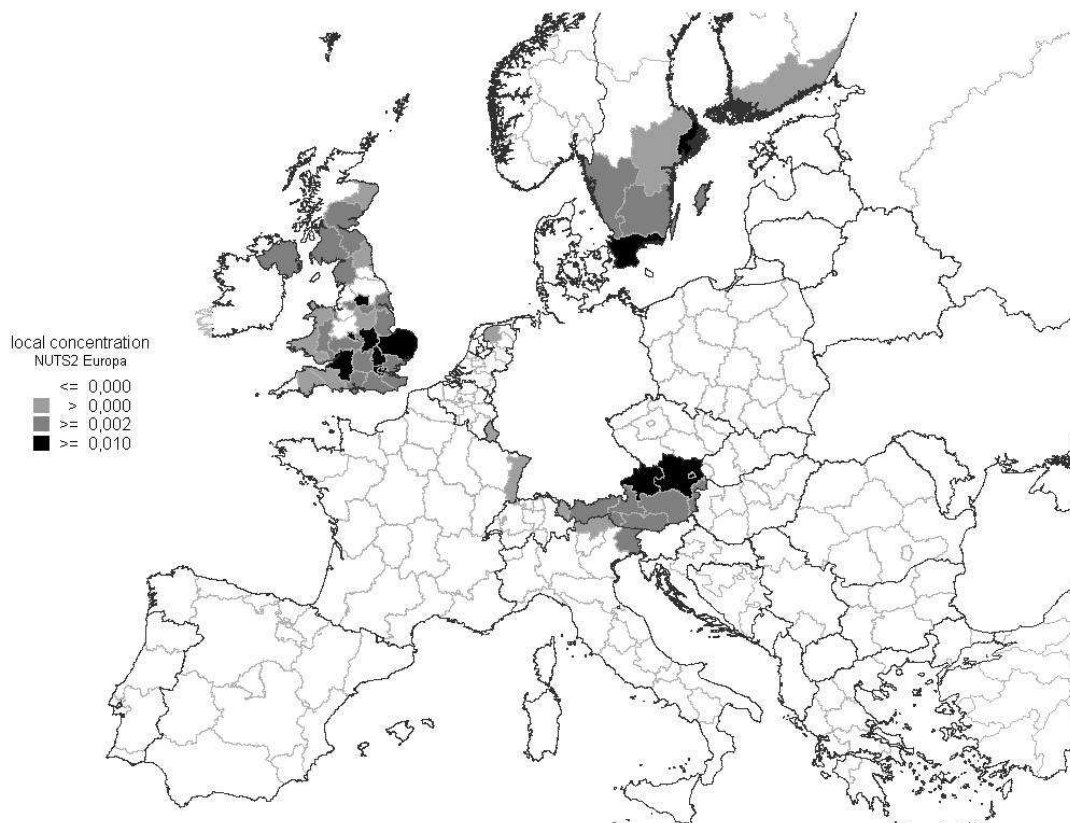 local concentration
NUTS2 Europa
<= 0,000
> 0,000
>= 0,002
>= 0,010